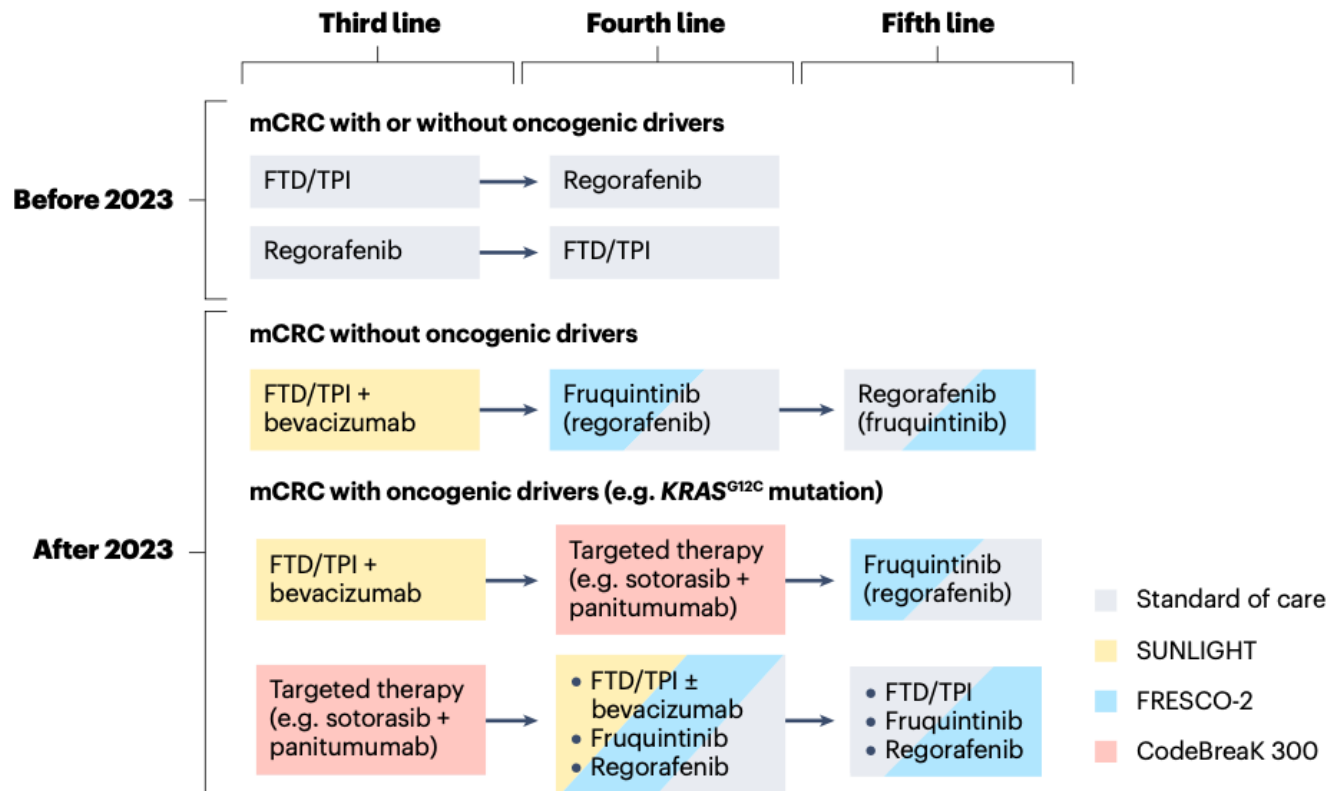 Third line
Fourth line
Fifth line
Before 2023
mCRC with or without oncogenic drivers
FTD/TPI
Regorafenib
Regorafenib
FTD/TPI
After 2023
mCRC without oncogenic drivers
FTD/TPI +
bevacizumab
Fruquintinib
(regorafenib)
Regorafenib
(fruquintinib)
mCRC with oncogenic drivers (e.g. KRASᴳ¹²ᶜ mutation)
FTD/TPI +
bevacizumab
Targeted therapy
(e.g. sotorasib +
panitumumab)
Fruquintinib
(regorafenib)
Targeted therapy
(e.g. sotorasib +
panitumumab)
• FTD/TPI ±
bevacizumab
• Fruquintinib
• Regorafenib
• FTD/TPI
• Fruquintinib
• Regorafenib
Standard of care
SUNLIGHT
FRESCO-2
CodeBreaK 300